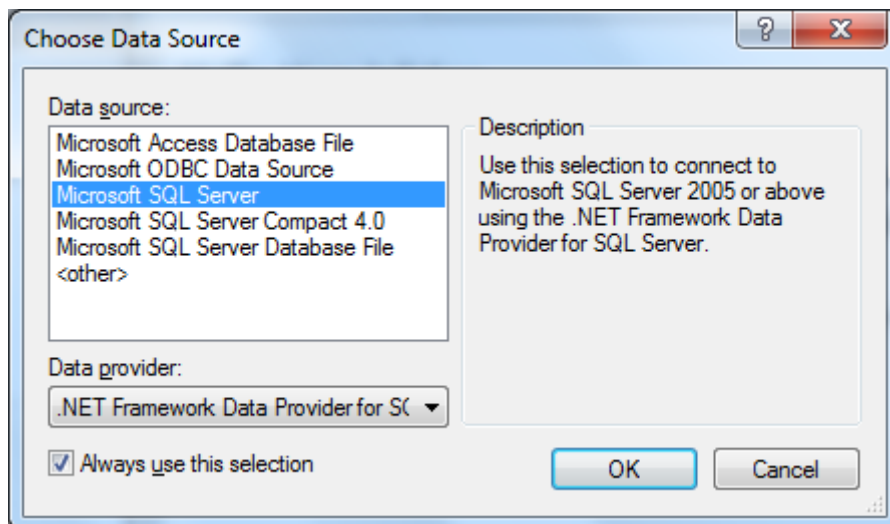 Choose Data Source
?
Data source:
Microsoft Access Database File
Microsoft ODBC Data Source
Microsoft SQL Server
Microsoft SQL Server Compact 4.0
Microsoft SQL Server Database File
<other>
Description
Use this selection to connect to
Microsoft SQL Server 2005 or above
using the .NET Framework Data
Provider for SQL Server.
Data provider:
.NET Framework Data Provider for
Always use this selection
OK
Cancel